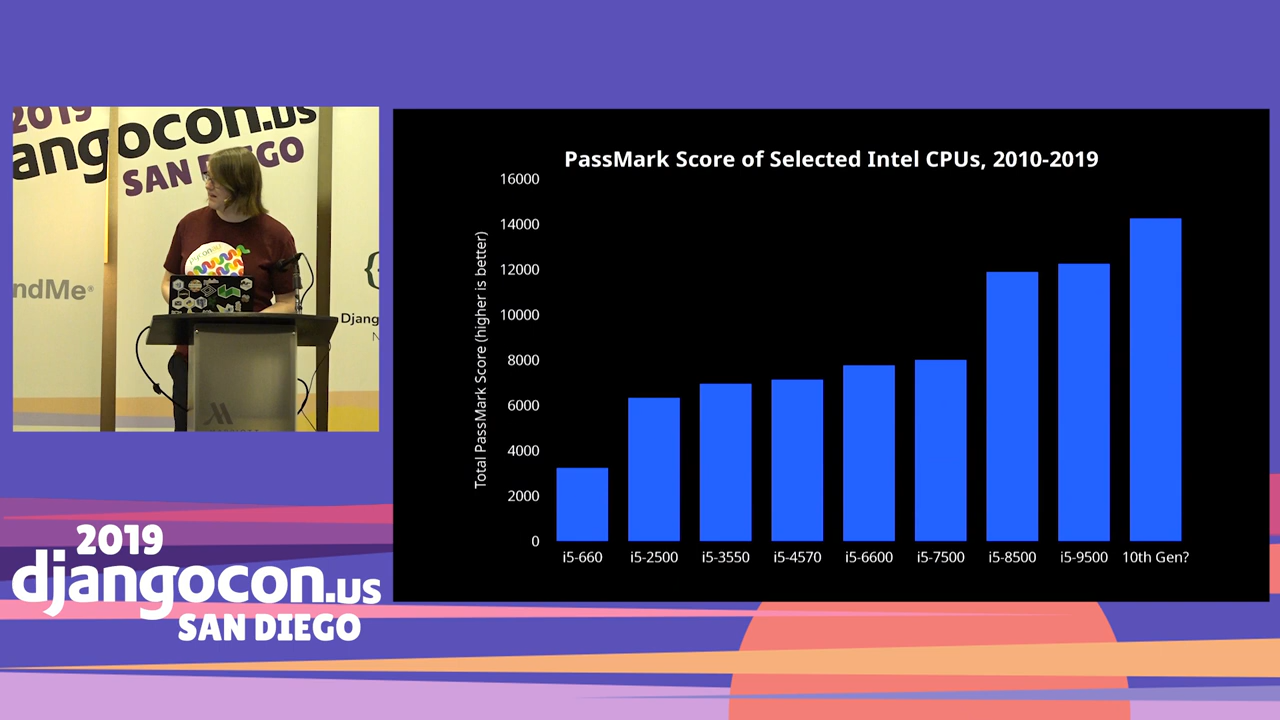 2019
angocon.us
SAN DIEGO
ndMe®
Djang
PassMark Score of Selected Intel CPUs, 2010-2019
Total PassMark Score (higher is better)
16000
14000
12000
10000
8000
6000
4000
2000
0
i5-660 i5-2500 i5-3550 i5-4570 i5-6600 i5-7500 i5-8500 i5-9500 10th Gen?
2019
djangocon.us
SAN DIEGO